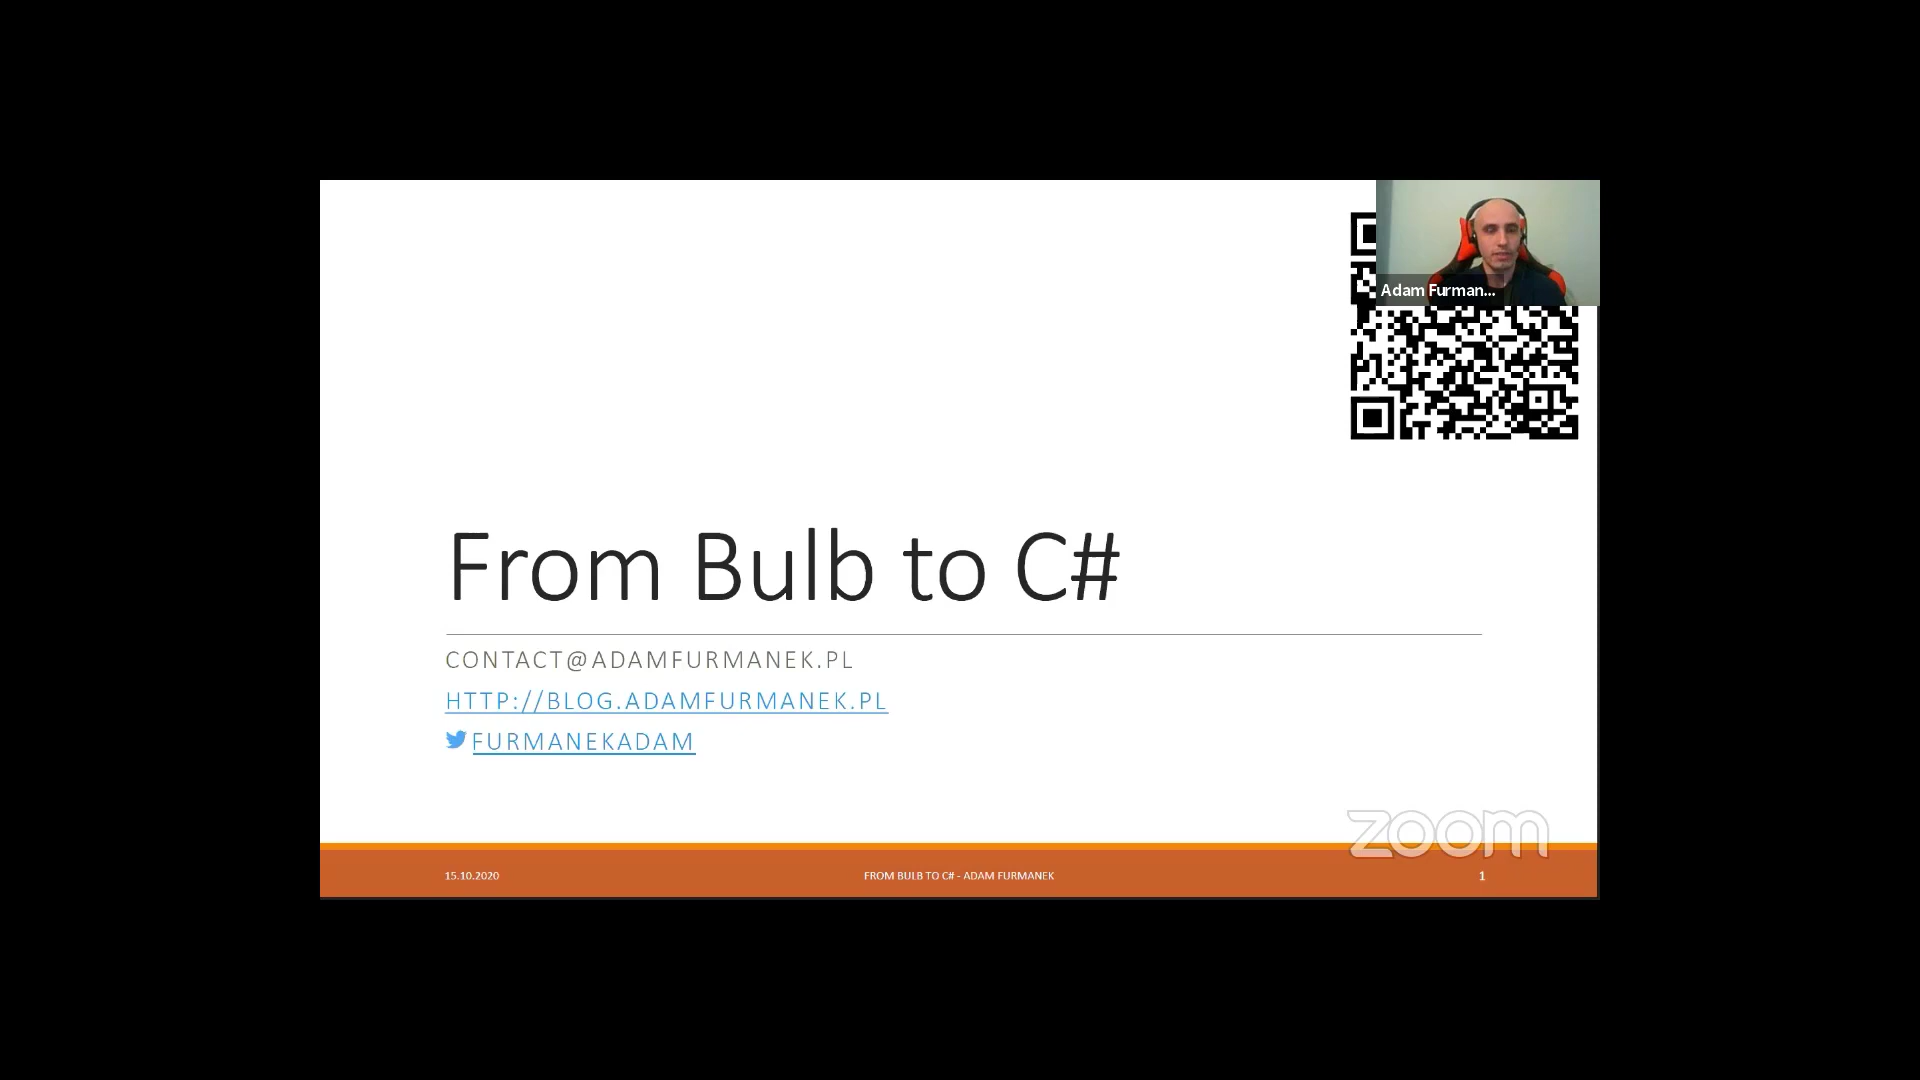 Adam Furman...
From Bulb to C#
CONTACT@ADAMFURMANEK.PL
HTTP://BLOG.ADAMFURMANEK.PL
FURMANEKADAM
zoom
15.10.2020
FROM BULB TO C# - ADAM FURMANEK
1